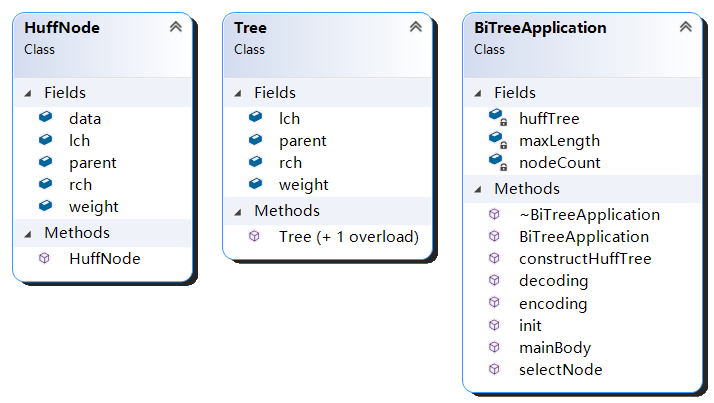 HuffNode
Class
Fields
data
lch
parent
rch
weight
Methods
HuffNode
Tree
Class
Fields
lch
parent
rch
weight
Methods
Tree (+ 1 overload)
BiTreeApplication
Class
Fields
huffTree
maxLength
nodeCount
Methods
~BiTreeApplication
BiTreeApplication
constructHuffTree
decoding
encoding
init
mainBody
selectNode